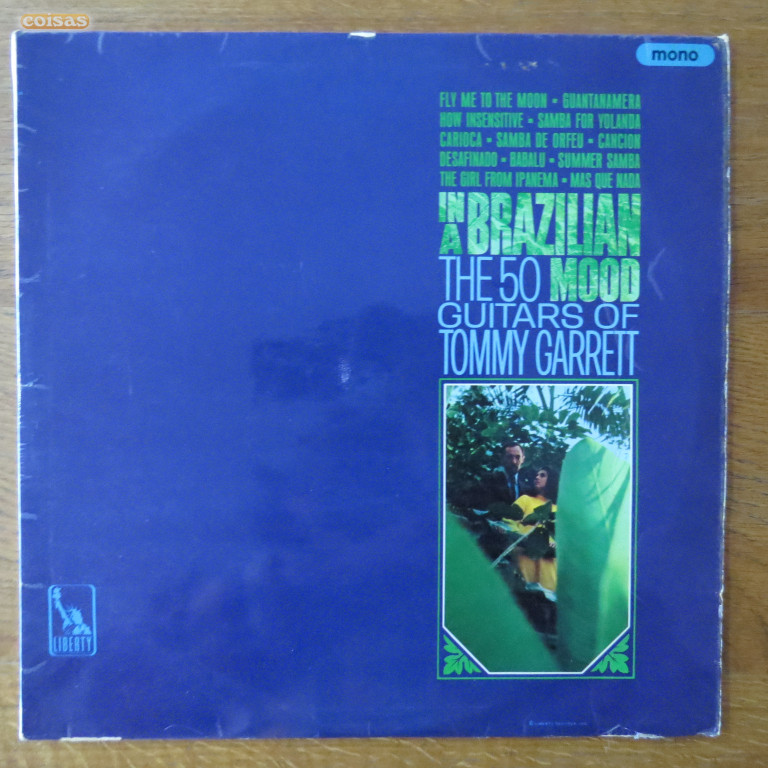 coisas
mono
FLY ME TO THE MOON • GUANTANAMERA
HOW INSENSITIVE • SAMBA FOR YOLANDA
CARIOCA • SAMBA DE ORFEU • CANCION
DESAFINADO • BABALU • SUMMER SAMBA
THE GIRL FROM IPANEMA • MAS QUE NADA
IN A BRAZILIAN
THE 50 MOOD
GUITARS OF
TOMMY GARRETT
LIBERTY